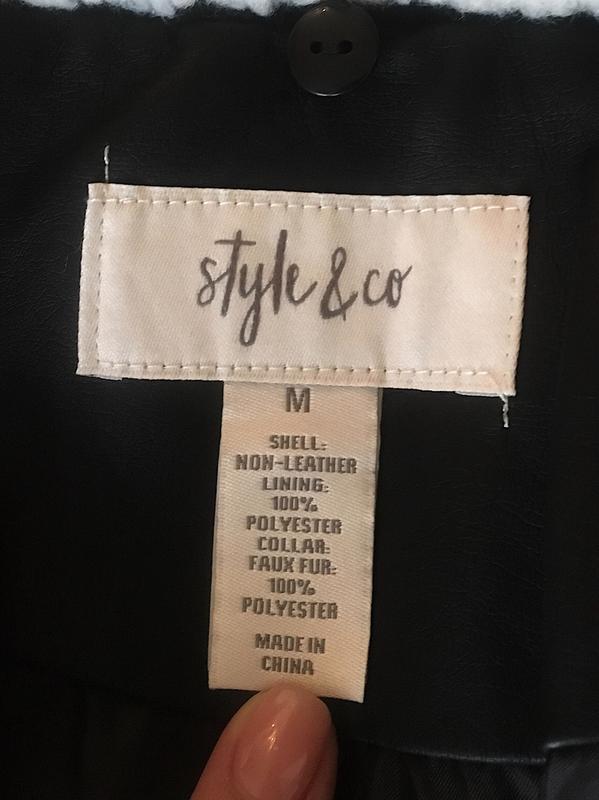 style & co
M
SHELL:
NON-LEATHER
LINING:
100%
POLYESTER
COLLAR:
FAUX FUR:
100%
POLYESTER
MADE IN
CHINA